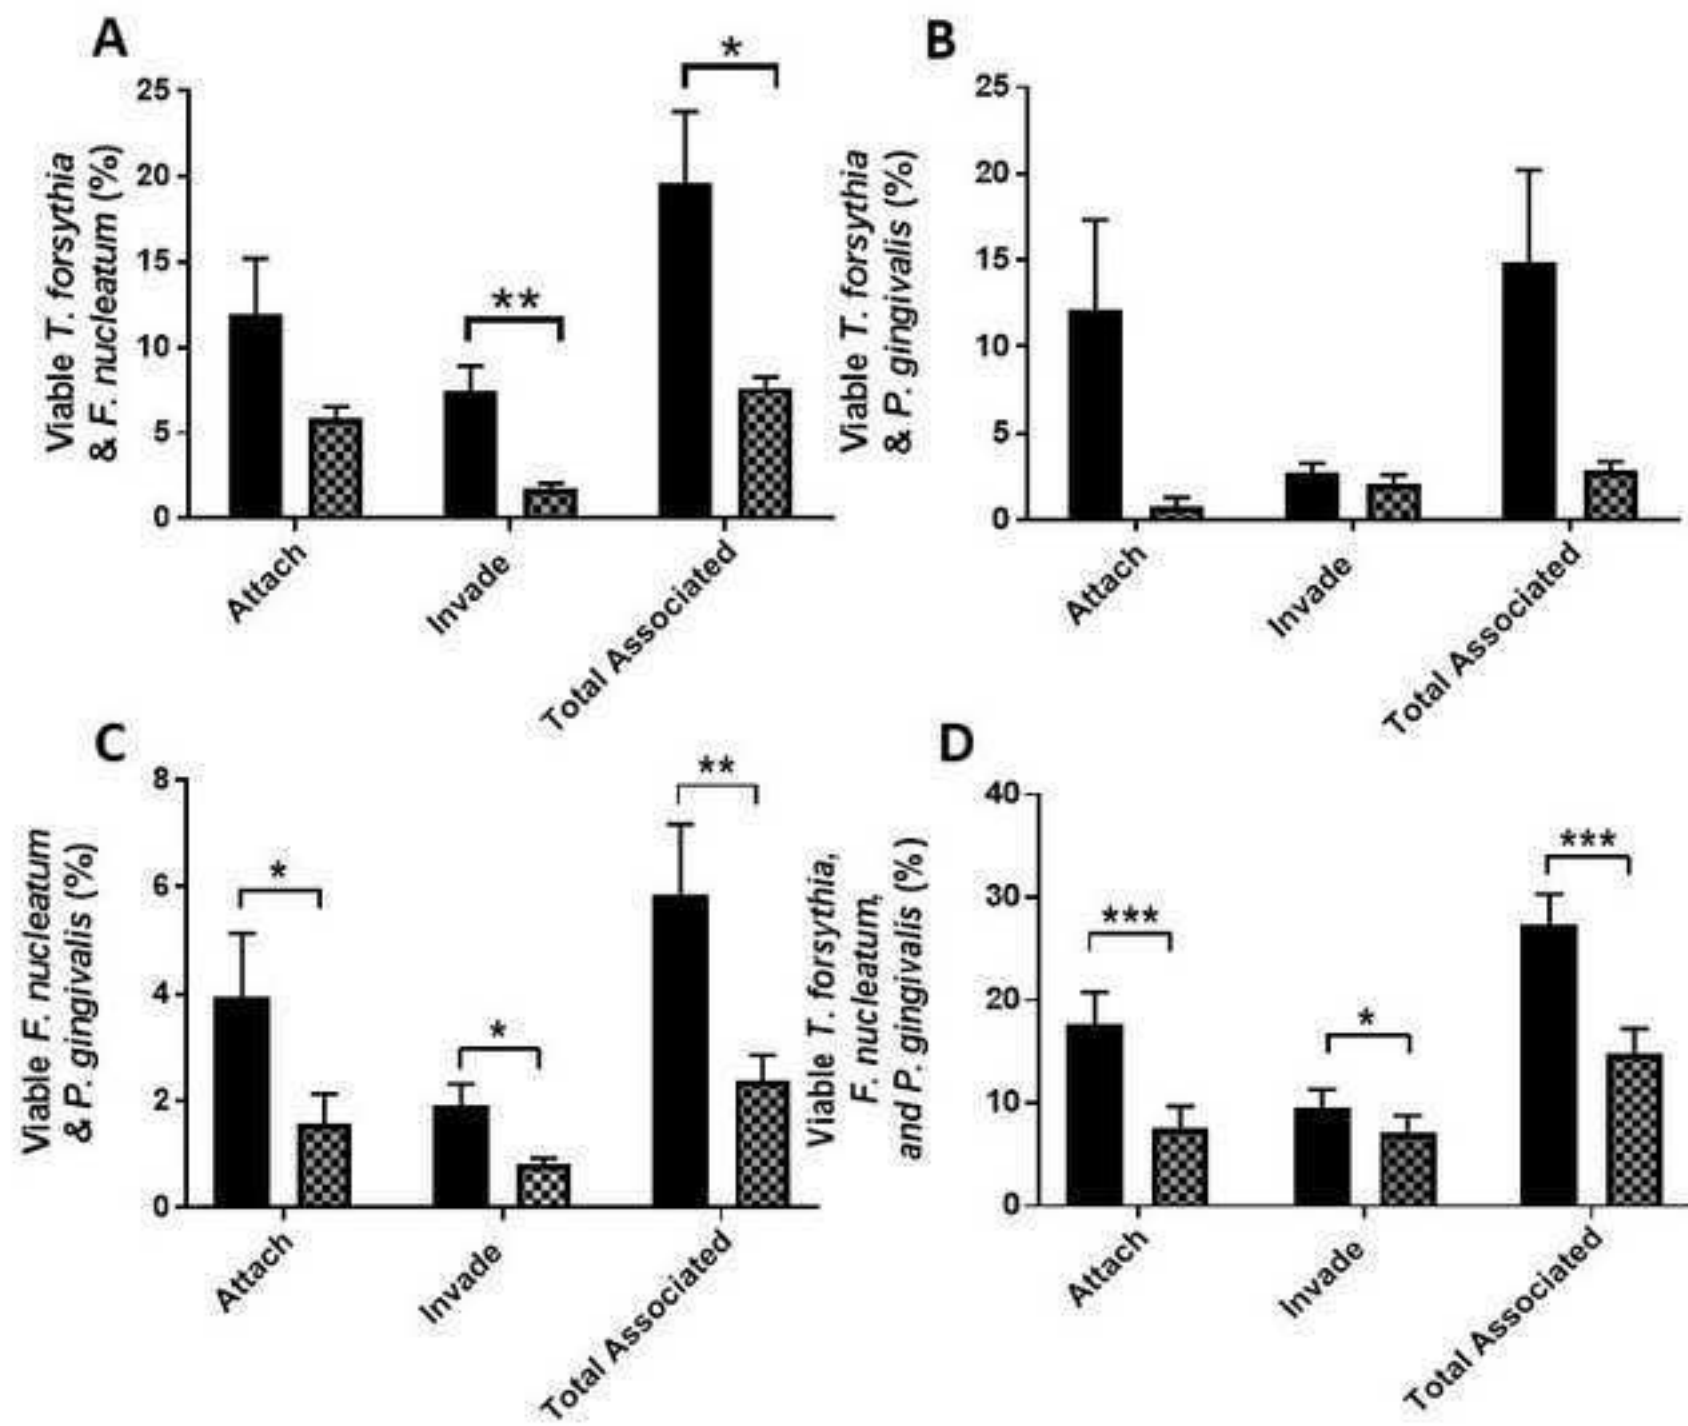 A
Viable T. forsythia
& F. nucleatum (%)
25
20
15
10
5
0
*
**
Attach
Invade
Total Associated
B
Viable T. forsythia
& P. gingivalis (%)
25
20
15
10
5
0
Attach
Invade
Total Associated
C
Viable F. nucleatum
& P. gingivalis (%)
8
6
4
2
0
*
*
**
Attach
Invade
Total Associated
D
Viable T. forsythia,
F. nucleatum,
and P. gingivalis (%)
40
30
20
10
0
***
*
***
Attach
Invade
Total Associated